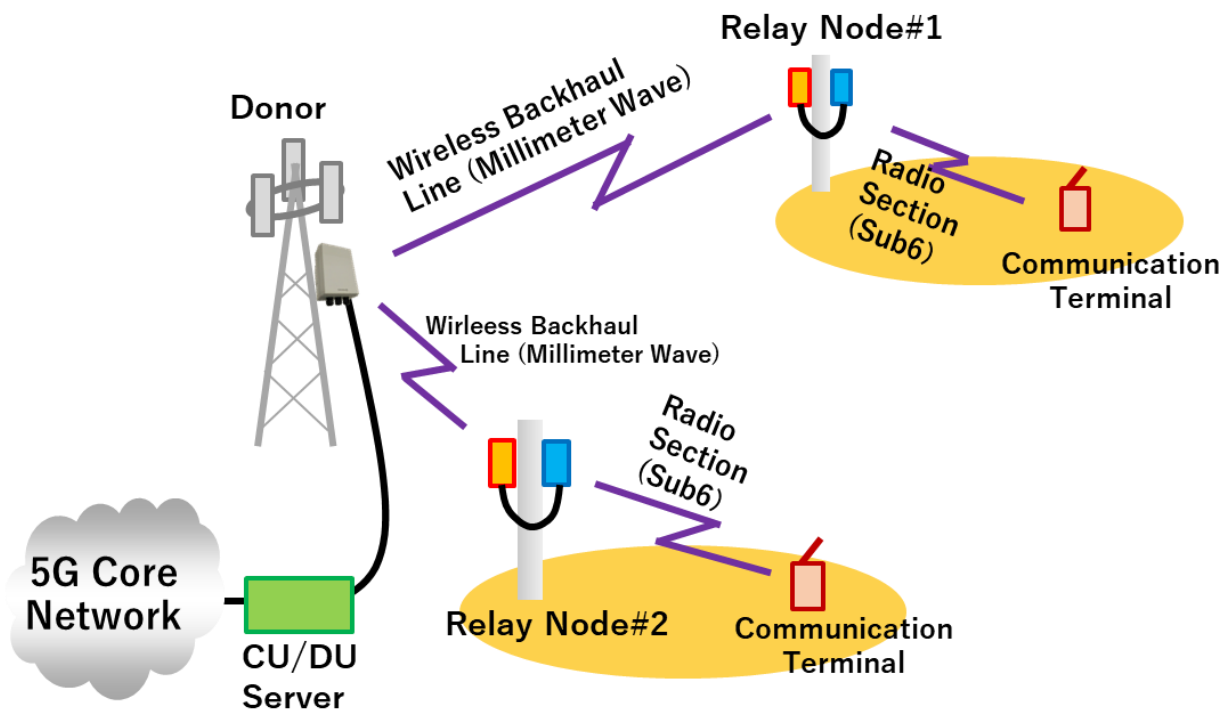 Relay Node#1
Donor
Wireless Backhaul
Line (Millimeter Wave)
Radio
Section
(Sub6)
Communication
Terminal
Wirleess Backhaul
Line (Millimeter Wave)
Radio
Section
(Sub6)
5G Core
Network
Relay Node#2
Communication
Terminal
CU/DU
Server